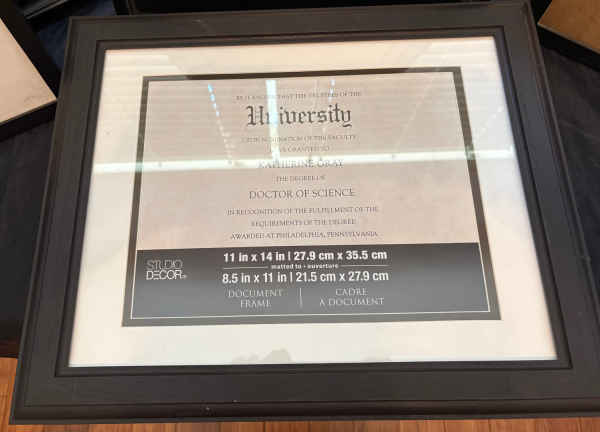 BE IT KNOWN THAT THE TRUSTEES OF THE
University
UPON NOMINATION OF THE FACULTY
IS GRANTED TO
KATHERINE GRAY
THE DEGREE OF
DOCTOR OF SCIENCE
IN RECOGNITION OF THE FULFILLMENT OF THE
REQUIREMENTS OF THE DEGREE
AWARDED AT PHILADELPHIA, PENNSYLVANIA
STUDIO
DECOR
11 in x 14 in | 27.9 cm x 35.5 cm
matted to • ouverture
8.5 in x 11 in | 21.5 cm x 27.9 cm
DOCUMENT
FRAME
CADRE
A DOCUMENT